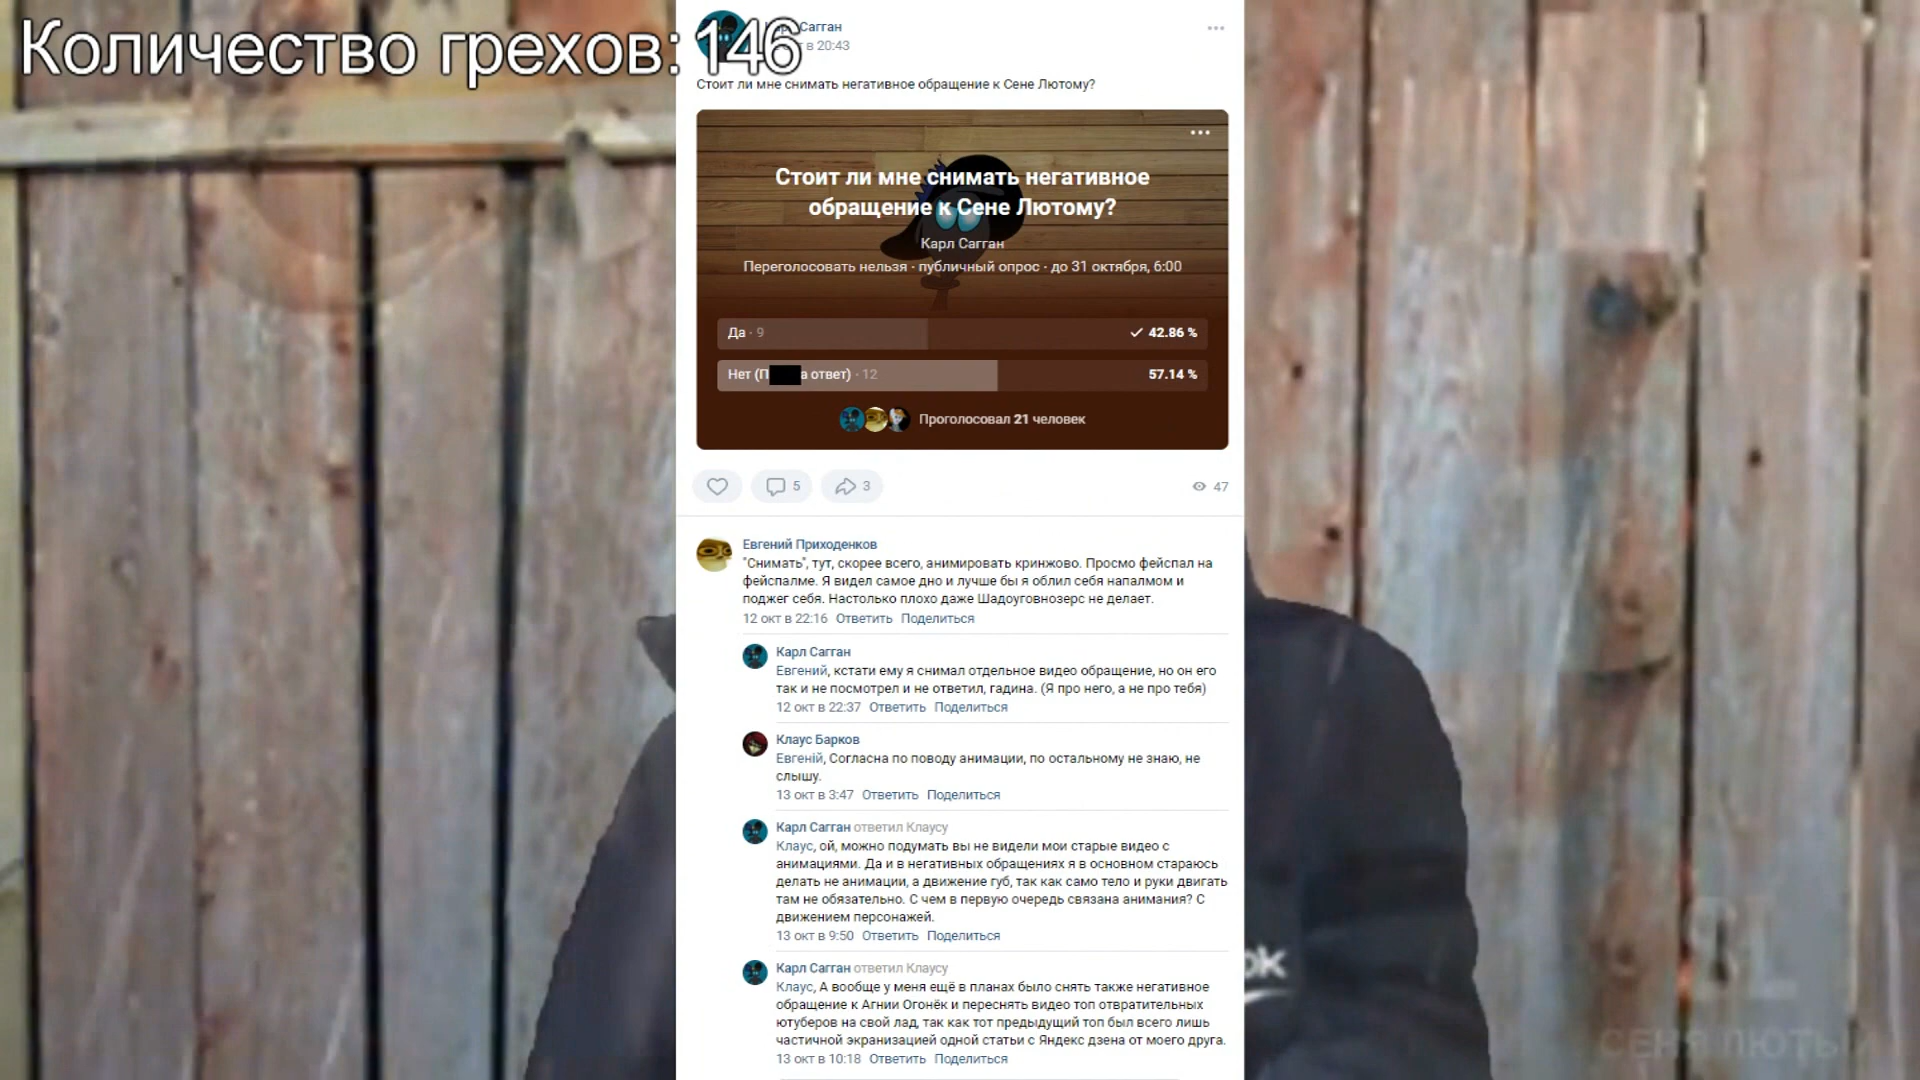 Количество грехов: 146
Сагган
в 20:43
Стоит ли мне снимать негативное обращение к Сене Лютому?
Стоит ли мне снимать негативное
обращение к Сене Лютому?
Карл Сагган
Переголосовать нельзя · публичный опрос · до 31 октября, 6:00
Да · 9 42.86 %
Нет (П а ответ) · 12 57.14 %
Проголосовал 21 человек
5 3 47
Евгений Приходенков
"Снимать", тут, скорее всего, анимировать кринжово. Просмо фейспал на
фейспалме. Я видел самое дно и лучше бы я облил себя напалмом и
поджег себя. Настолько плохо даже Шадоуговнозерс не делает.
12 окт в 22:16 Ответить Поделиться
Карл Сагган
Евгений, кстати ему я снимал отдельное видео обращение, но он его
так и не посмотрел и не ответил, гадина. (Я про него, а не про тебя)
12 окт в 22:37 Ответить Поделиться
Клаус Барков
Евгеній, Согласна по поводу анимации, по остальному не знаю, не
слышу.
13 окт в 3:47 Ответить Поделиться
Карл Сагган ответил Клаусу
Клаус, ой, можно подумать вы не видели мои старые видео с
анимациями. Да и в негативных обращениях я в основном стараюсь
делать не анимации, а движение губ, так как само тело и руки двигать
там не обязательно. С чем в первую очередь связана анимания? С
движением персонажей.
13 окт в 9:50 Ответить Поделиться
Карл Сагган ответил Клаусу
Клаус, А вообще у меня ещё в планах было снять также негативное
обращение к Агнии Огонёк и переснять видео топ отвратительных
ютуберов на свой лад, так как тот предыдущий топ был всего лишь
частичной экранизацией одной статьи с Яндекс дзена от моего друга.
13 окт в 10:18 Ответить Поделиться
ok
SL
СЕНЯ ЛЮТЫЙ